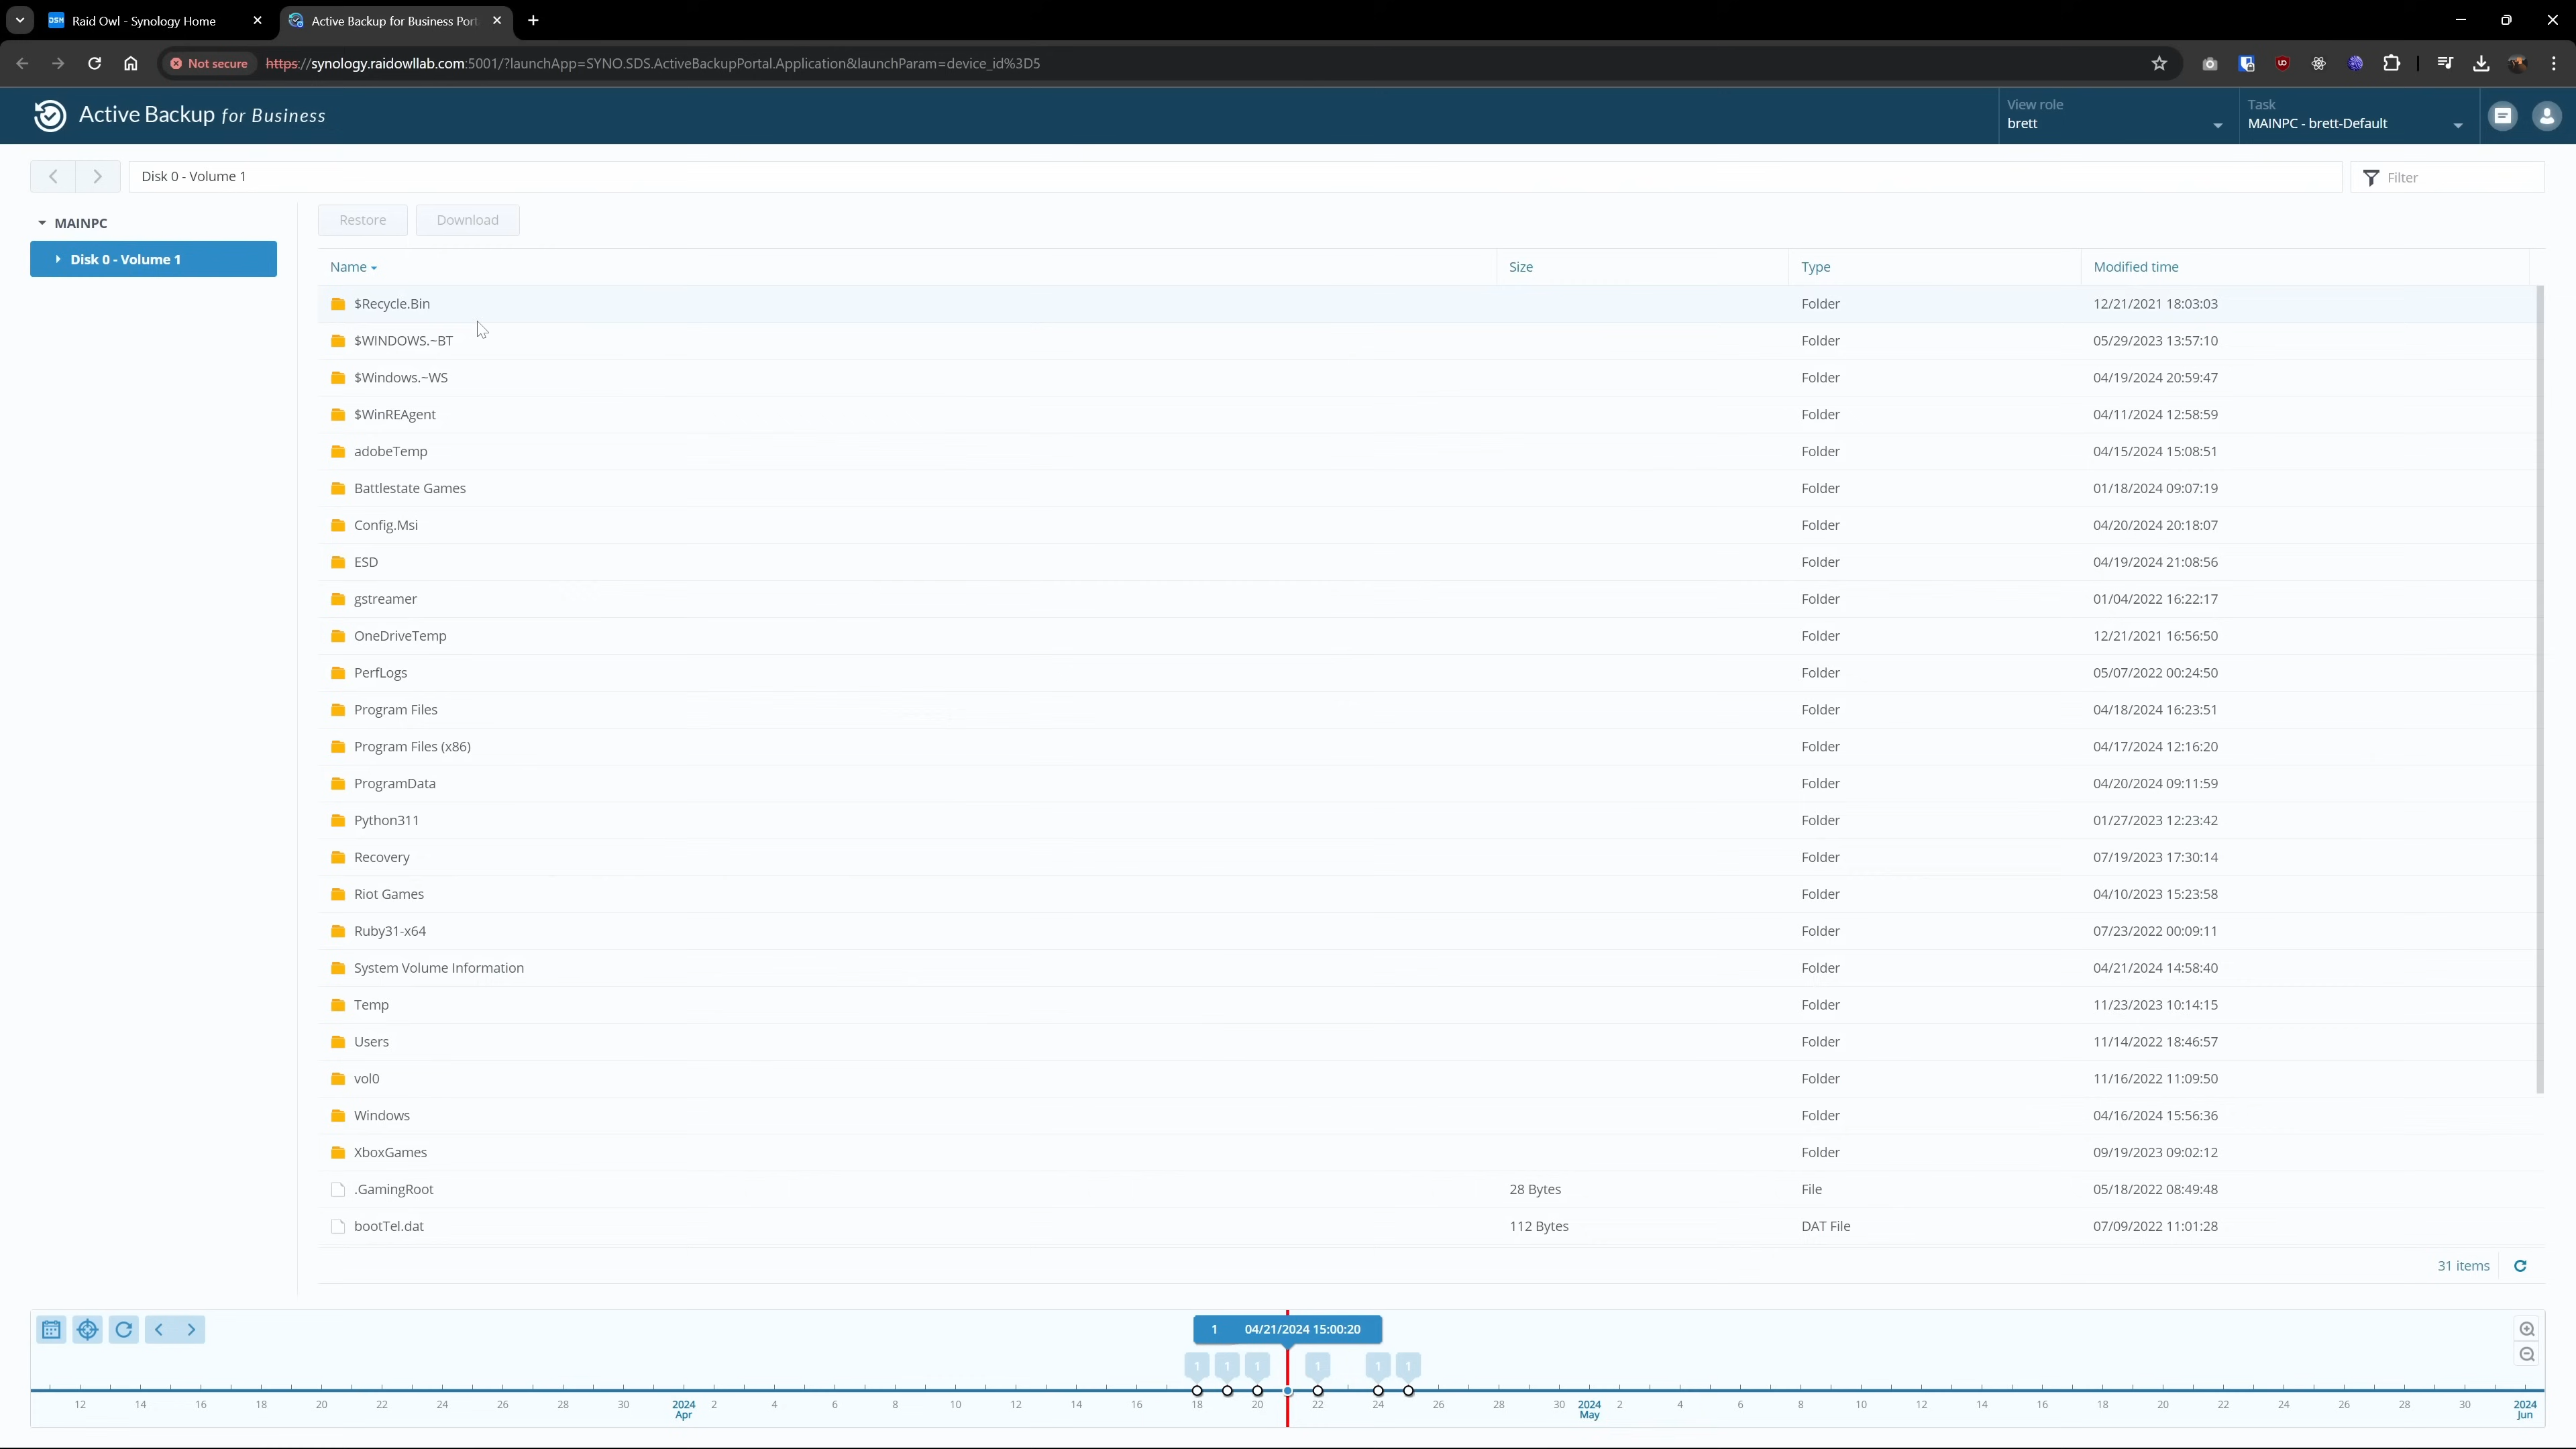 Raid Owl - Synology Home
Active Backup for Business Port
Not secure
https://synology.raidowllab.com:5001/?launchApp=SYNO.SDS.ActiveBackupPortal.Application&launchParam=device_id%3D5
Active Backup for Business
View role
brett
Task
MAINPC - brett-Default
Disk 0 - Volume 1
Filter
MAINPC
Disk 0 - Volume 1
Restore Download
Name Size Type Modified time
$Recycle.Bin Folder 12/21/2021 18:03:03
$WINDOWS.~BT Folder 05/29/2023 13:57:10
$Windows.~WS Folder 04/19/2024 20:59:47
$WinREAgent Folder 04/11/2024 12:58:59
adobeTemp Folder 04/15/2024 15:08:51
Battlestate Games Folder 01/18/2024 09:07:19
Config.Msi Folder 04/20/2024 20:18:07
ESD Folder 04/19/2024 21:08:56
gstreamer Folder 01/04/2022 16:22:17
OneDriveTemp Folder 12/21/2021 16:56:50
PerfLogs Folder 05/07/2022 00:24:50
Program Files Folder 04/18/2024 16:23:51
Program Files (x86) Folder 04/17/2024 12:16:20
ProgramData Folder 04/20/2024 09:11:59
Python311 Folder 01/27/2023 12:23:42
Recovery Folder 07/19/2023 17:30:14
Riot Games Folder 04/10/2023 15:23:58
Ruby31-x64 Folder 07/23/2022 00:09:11
System Volume Information Folder 04/21/2024 14:58:40
Temp Folder 11/23/2023 10:14:15
Users Folder 11/14/2022 18:46:57
vol0 Folder 11/16/2022 11:09:50
Windows Folder 04/16/2024 15:56:36
XboxGames Folder 09/19/2023 09:02:12
.GamingRoot 28 Bytes File 05/18/2022 08:49:48
bootTel.dat 112 Bytes DAT File 07/09/2022 11:01:28
31 items
1 04/21/2024 15:00:20
1 1 1 1 1 1
12 14 16 18 20 22 24 26 28 30 2024 2 4 6 8 10 12 14 16 18 20 22 24 26 28 30 2024 2 4 6 8 10 12 14 16 18 20 22 24 26 28 30 2024
Apr May Jun